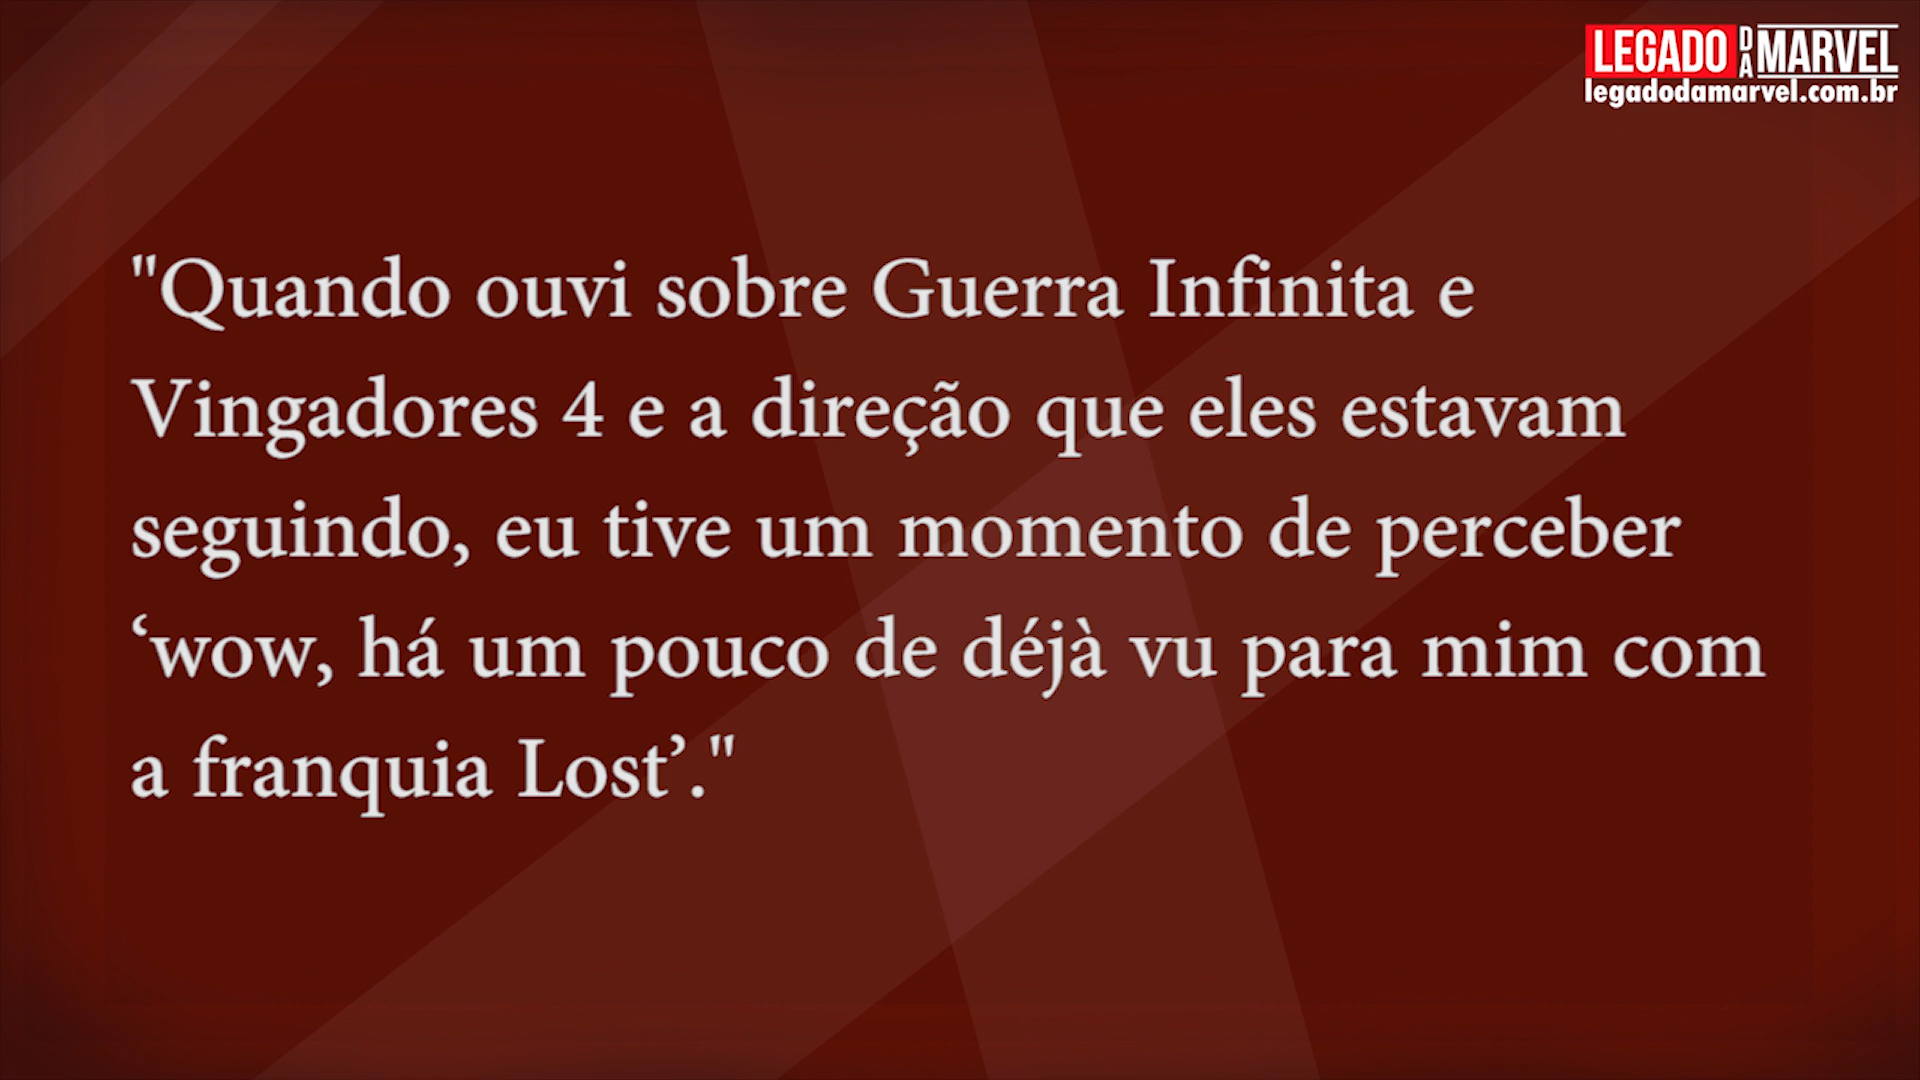 LEGADO DA MARVEL
legadodamarvel.com.br
"Quando ouvi sobre Guerra Infinita e
Vingadores 4 e a direção que eles estavam
seguindo, eu tive um momento de perceber
‘wow, há um pouco de déjà vu para mim com
a franquia Lost’."